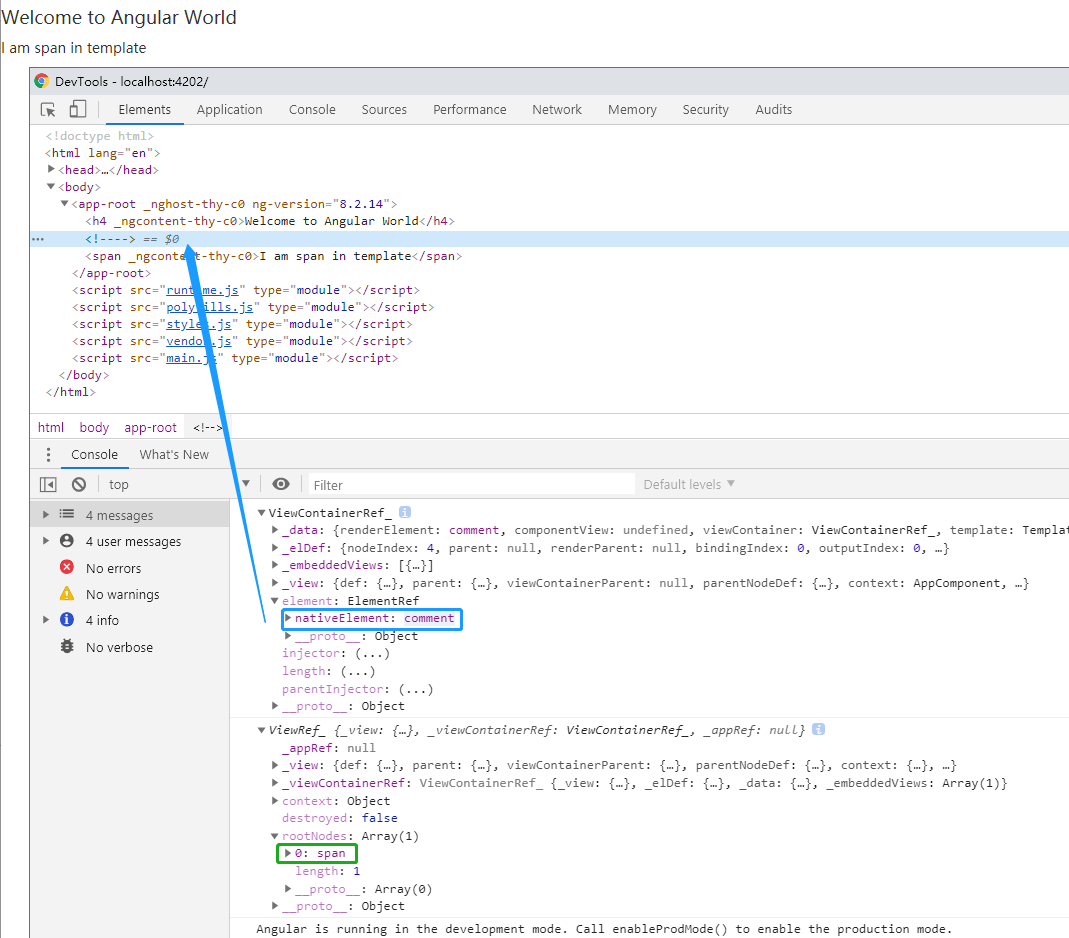 Welcome to Angular World
I am span in template
DevTools - localhost:4202/
Elements Application Console Sources Performance Network Memory Security Audits
<!doctype html>
<html lang="en">
<head>…</head>
<body>
<app-root _nghost-thy-c0 ng-version="8.2.14">
<h4 _ngcontent-thy-c0>Welcome to Angular World</h4>
… <!----> == $0
<span _ngcontent-thy-c0>I am span in template</span>
</app-root>
<script src="runtime.js" type="module"></script>
<script src="polyfills.js" type="module"></script>
<script src="styles.js" type="module"></script>
<script src="vendor.js" type="module"></script>
<script src="main.js" type="module"></script>
</body>
</html>
html body app-root <!-->
Console What's New
top Filter Default levels
4 messages
4 user messages
No errors
No warnings
4 info
No verbose
ViewContainerRef_
_data: {renderElement: comment, componentView: undefined, viewContainer: ViewContainerRef_, template: Templat
_elDef: {nodeIndex: 4, parent: null, renderParent: null, bindingIndex: 0, outputIndex: 0, …}
_embeddedViews: [{…}]
_view: {def: {…}, parent: {…}, viewContainerParent: null, parentNodeDef: {…}, context: AppComponent, …}
element: ElementRef
nativeElement: comment
__proto__: Object
injector: (...)
length: (...)
parentInjector: (...)
__proto__: Object
ViewRef_ {_view: {…}, _viewContainerRef: ViewContainerRef_, _appRef: null}
_appRef: null
_view: {def: {…}, parent: {…}, viewContainerParent: {…}, parentNodeDef: {…}, context: {…}, …}
_viewContainerRef: ViewContainerRef_ {_view: {…}, _elDef: {…}, _data: {…}, _embeddedViews: Array(1)}
context: Object
destroyed: false
rootNodes: Array(1)
0: span
length: 1
__proto__: Array(0)
__proto__: Object
Angular is running in the development mode. Call enableProdMode() to enable the production mode.